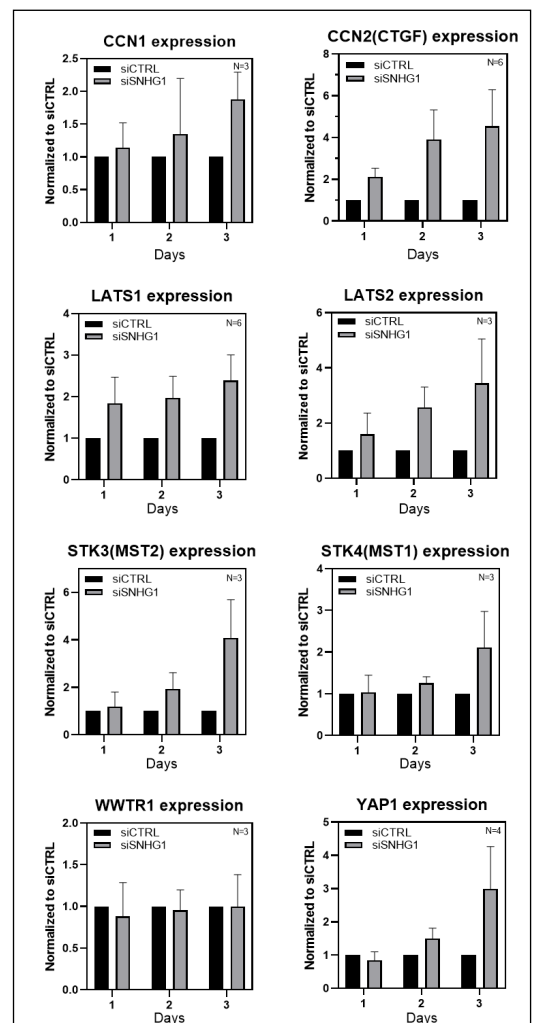 CCN1 expression
N=3
siCTRL
siSNHG1
Normalized to siCTRL
2.5
2.0
1.5
1.0
0.5
0.0
1 2 3
Days
CCN2(CTGF) expression
N=6
siCTRL
siSNHG1
Normalized to siCTRL
8
6
4
2
0
1 2 3
Days
LATS1 expression
N=6
siCTRL
siSNHG1
Normalized to siCTRL
4
3
2
1
0
1 2 3
Days
LATS2 expression
N=3
siCTRL
siSNHG1
Normalized to siCTRL
6
4
2
0
1 2 3
Days
STK3(MST2) expression
N=3
siCTRL
siSNHG1
Normalized to siCTRL
6
4
2
0
1 2 3
Days
STK4(MST1) expression
N=3
siCTRL
siSNHG1
Normalized to siCTRL
4
3
2
1
0
1 2 3
Days
WWTR1 expression
N=3
siCTRL
siSNHG1
Normalized to siCTRL
2.0
1.5
1.0
0.5
0.0
1 2 3
Days
YAP1 expression
N=4
siCTRL
siSNHG1
Normalized to siCTRL
5
4
3
2
1
0
1 2 3
Days